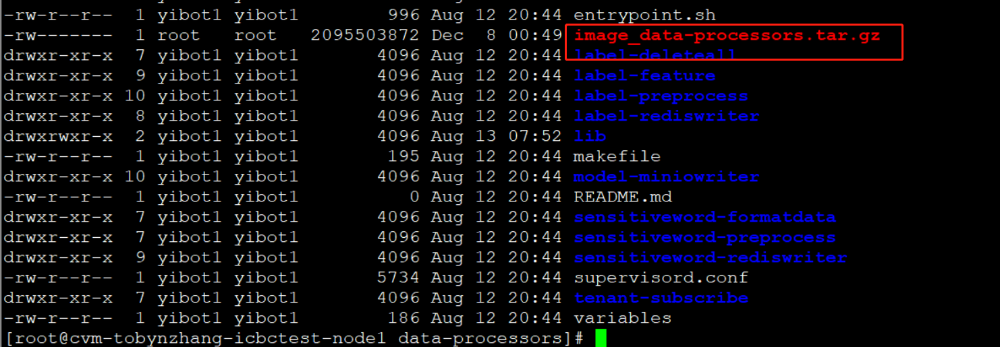 -rw-r--r-- 1 yibot1 yibot1 996 Aug 12 20:44 entrypoint.sh
-rw------- 1 root root 2095503872 Dec 8 00:49 image_data-processors.tar.gz
drwxr-xr-x 7 yibot1 yibot1 4096 Aug 12 20:44 label-deleteall
drwxr-xr-x 9 yibot1 yibot1 4096 Aug 12 20:44 label-feature
drwxr-xr-x 10 yibot1 yibot1 4096 Aug 12 20:44 label-preprocess
drwxr-xr-x 8 yibot1 yibot1 4096 Aug 12 20:44 label-rediswriter
drwxrwxr-x 2 yibot1 yibot1 4096 Aug 13 07:52 lib
-rw-r--r-- 1 yibot1 yibot1 195 Aug 12 20:44 makefile
drwxr-xr-x 10 yibot1 yibot1 4096 Aug 12 20:44 model-miniowriter
-rw-r--r-- 1 yibot1 yibot1 0 Aug 12 20:44 README.md
drwxr-xr-x 7 yibot1 yibot1 4096 Aug 12 20:44 sensitiveword-formatdata
drwxr-xr-x 7 yibot1 yibot1 4096 Aug 12 20:44 sensitiveword-preprocess
drwxr-xr-x 9 yibot1 yibot1 4096 Aug 12 20:44 sensitiveword-rediswriter
-rw-r--r-- 1 yibot1 yibot1 5734 Aug 12 20:44 supervisord.conf
drwxr-xr-x 7 yibot1 yibot1 4096 Aug 12 20:44 tenant-subscribe
-rw-r--r-- 1 yibot1 yibot1 186 Aug 12 20:44 variables
[root@cvm-tobynzhang-icbctest-node1 data-processors]#